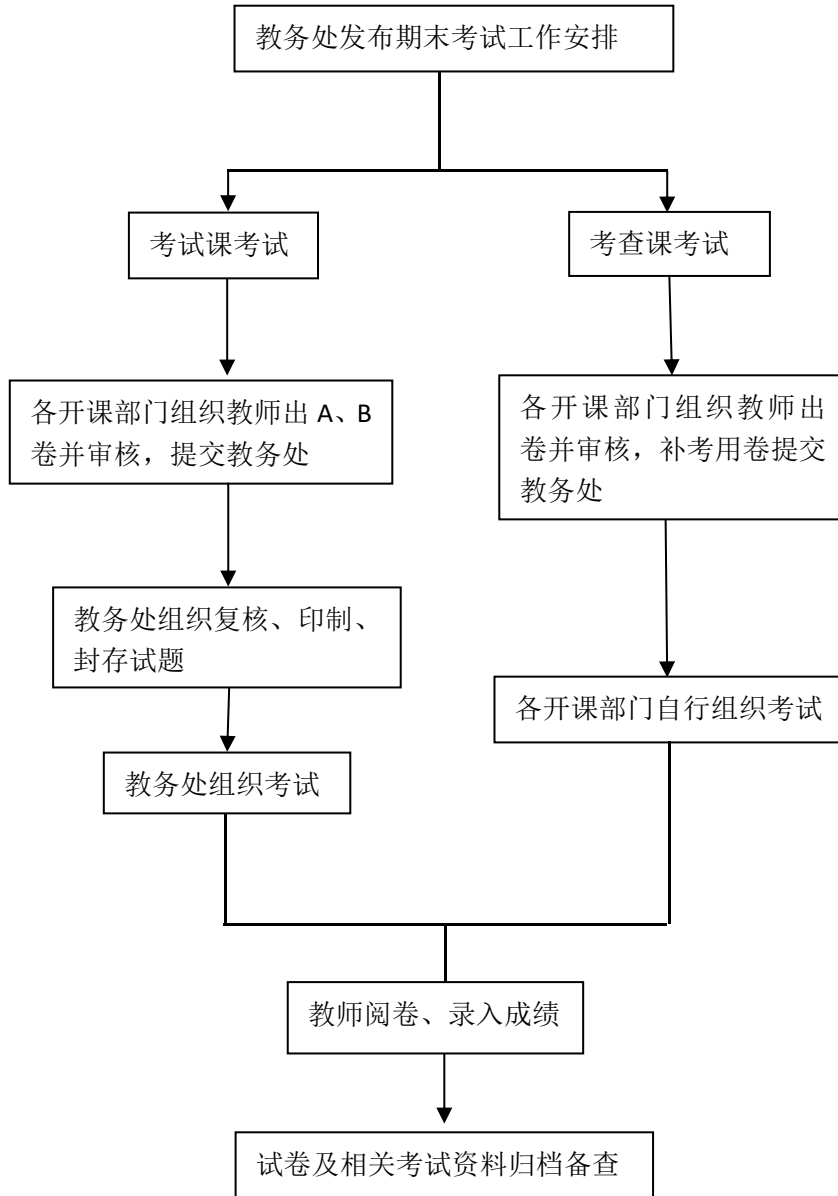 教务处发布期末考试工作安排
考试课考试
考查课考试
各开课部门组织教师出 A、B
卷并审核，提交教务处
各开课部门组织教师出
卷并审核，补考用卷提交
教务处
教务处组织复核、印制、
封存试题
各开课部门自行组织考试
教务处组织考试
教师阅卷、录入成绩
试卷及相关考试资料归档备查